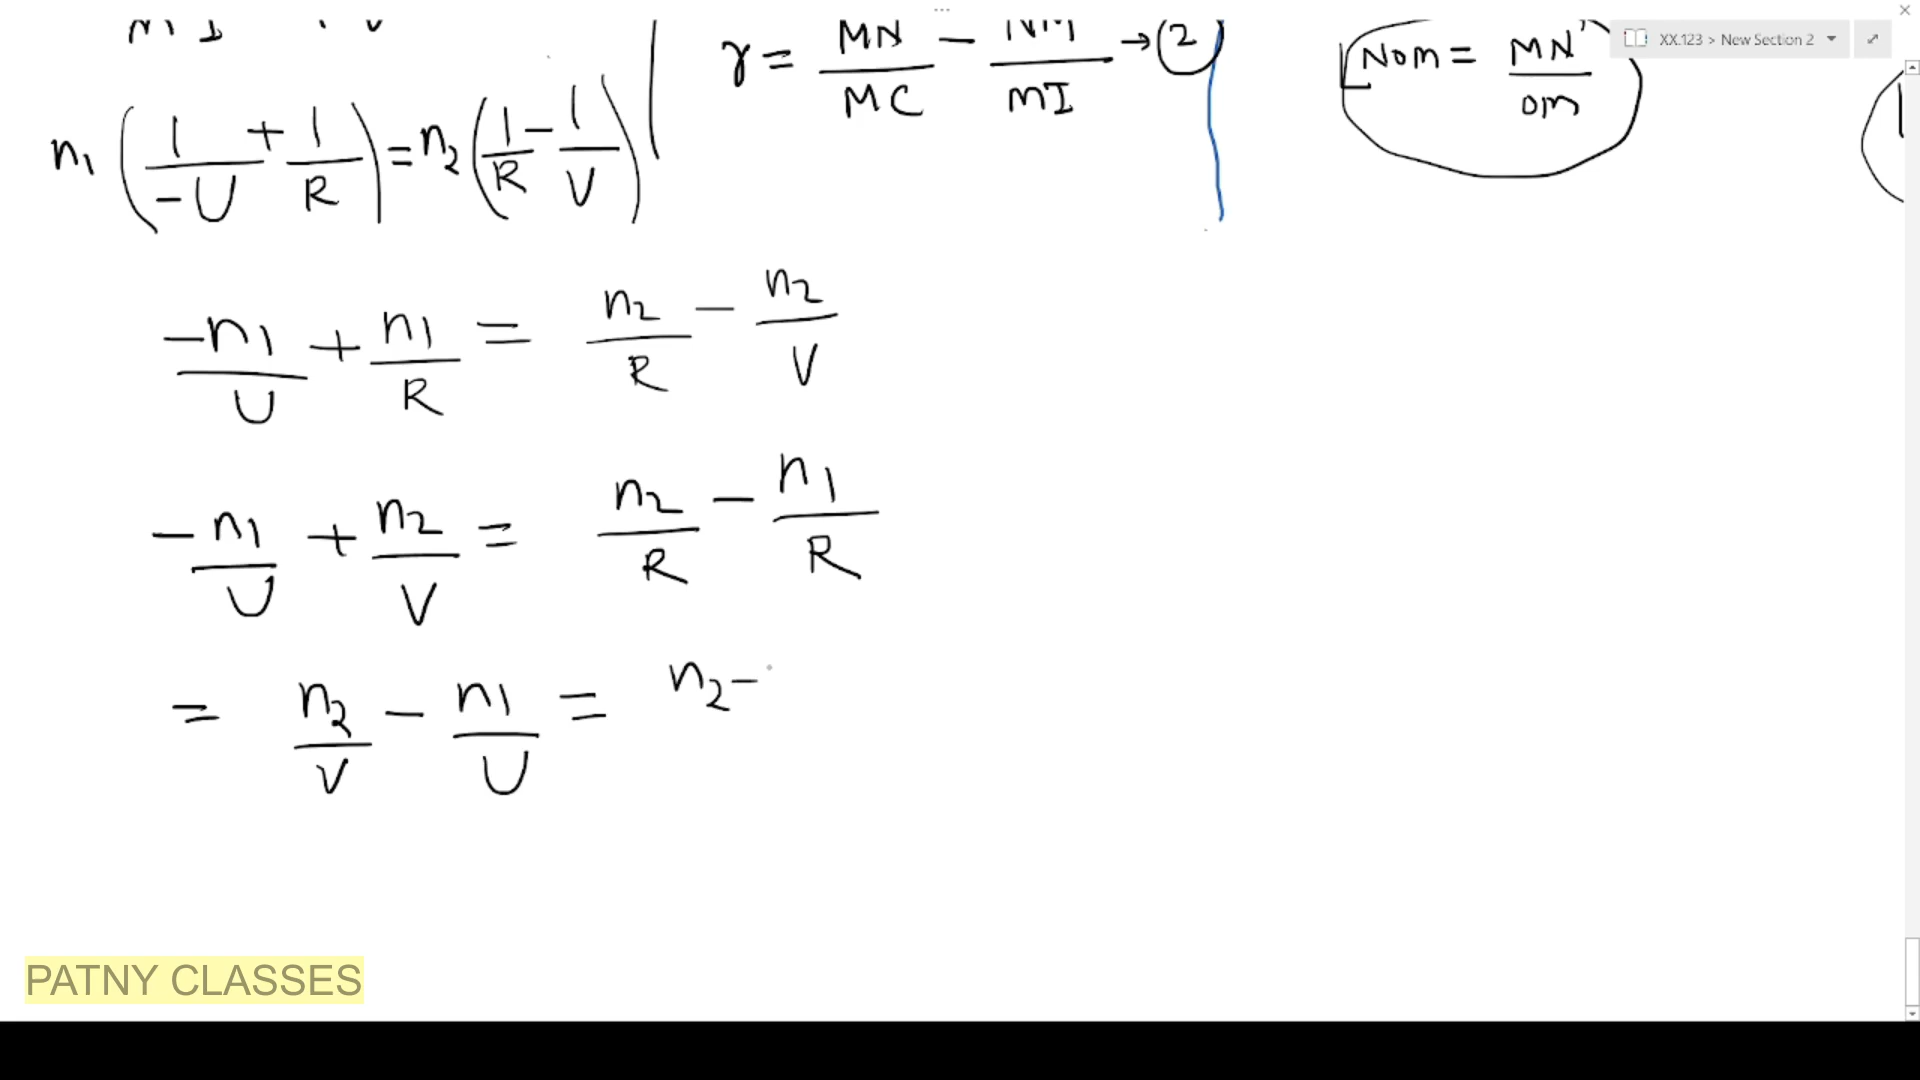 γ = MN/MC - NM/MI → 2
NOM = MN/OM
XX.123 > New Section 2
n1 (1/-U + 1/R) = n2 (1/R - 1/V)
-n1/U + n1/R = n2/R - n2/V
-n1/U + n2/V = n2/R - n1/R
= n2/V - n1/U = n2-
PATNY CLASSES